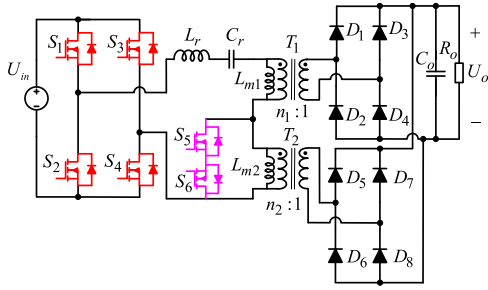 S1 S3 Lr Cr T1 D1 D3
Uin Lm1 Co Ro Uo + −
n1:1 D2 D4
S2 S4 S5 T2
S6 Lm2 D5 D7
n2:1
D6 D8